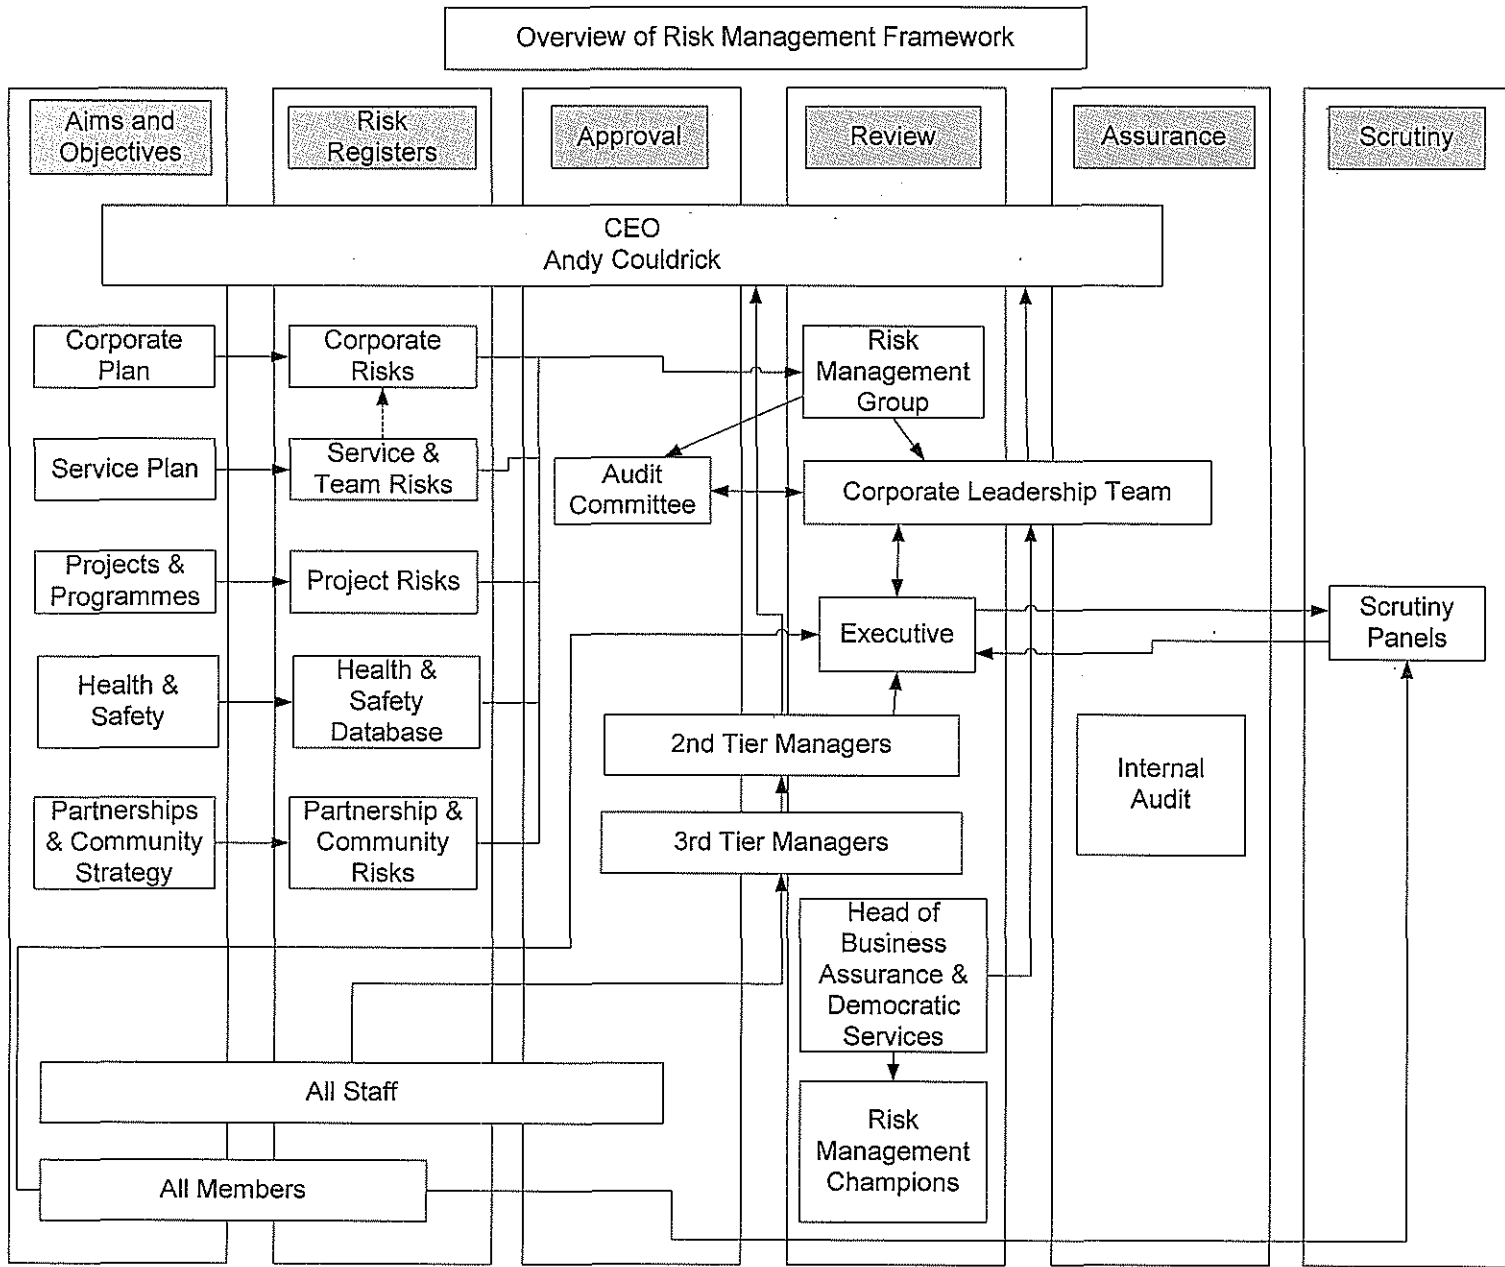 Overview of Risk Management Framework
Aims and
Objectives
Risk
Registers
Approval
Review
Assurance
Scrutiny
CEO
Andy Couldrick
Corporate
Plan
Corporate
Risks
Risk
Management
Group
Service Plan
Service &
Team Risks
Audit
Committee
Corporate Leadership Team
Projects &
Programmes
Project Risks
Executive
Scrutiny
Panels
Health &
Safety
Health &
Safety
Database
2nd Tier Managers
Internal
Audit
Partnerships
& Community
Strategy
Partnership &
Community
Risks
3rd Tier Managers
Head of
Business
Assurance &
Democratic
Services
All Staff
Risk
Management
Champions
All Members